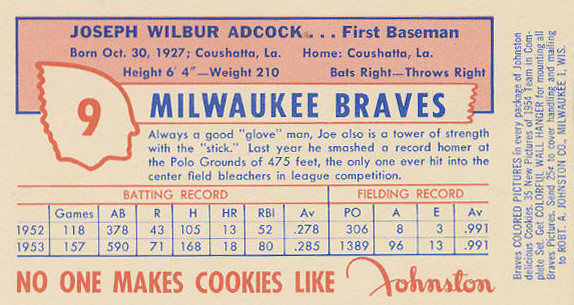 JOSEPH WILBUR ADCOCK... First Baseman
Born Oct. 30, 1927; Coushatta, La. Home: Coushatta, La.
Height 6' 4"—Weight 210 Bats Right—Throws Right
9
MILWAUKEE BRAVES
Always a good "glove" man, Joe also is a tower of strength
with the "stick." Last year he smashed a record homer at
the Polo Grounds of 475 feet, the only one ever hit into the
center field bleachers in league competition.
BATTING RECORD FIELDING RECORD
Games AB R H HR RBI Av PO A E Av
1952 118 378 43 105 13 52 .278 306 8 3 .991
1953 157 590 71 168 18 80 .285 1389 96 13 .991
NO ONE MAKES COOKIES LIKE Johnston
Braves COLORED PICTURES in every package of Johnston
delicious Cookies. 35 New Pictures of 1954 Team in Com-
plete Set. Get COLORFUL WALL HANGER for mounting all
Braves Pictures. Send 25¢ to cover handling and mailing
to ROBT. A. JOHNSTON CO., MILWAUKEE 1, WIS.